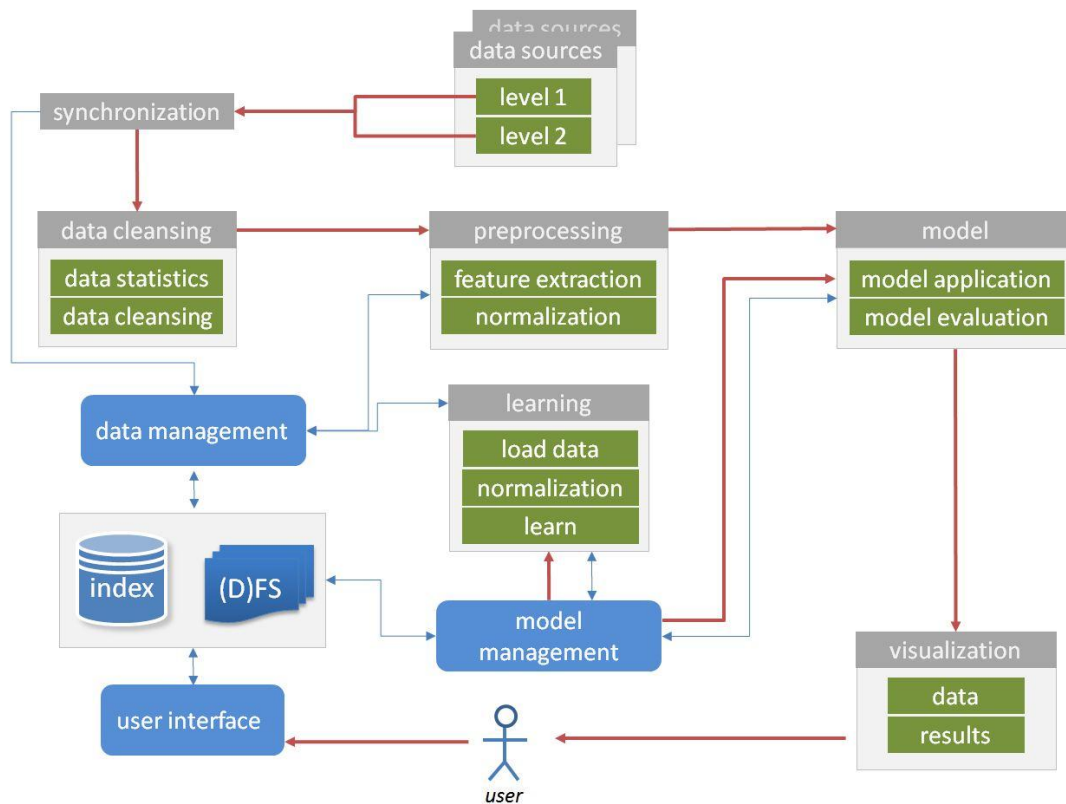 data sources
data sources
level 1
level 2
synchronization
data cleansing
data statistics
data cleansing
preprocessing
feature extraction
normalization
model
model application
model evaluation
data management
learning
load data
normalization
learn
index
(D)FS
model
management
user interface
user
visualization
data
results